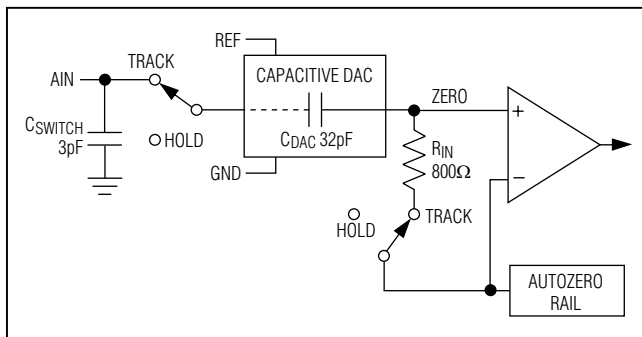 REF
TRACK
CAPACITIVE DAC
AIN
ZERO
CSWITCH
3pF
HOLD
CDAC 32pF
RIN
800Ω
GND
+
−
HOLD
TRACK
AUTOZERO
RAIL